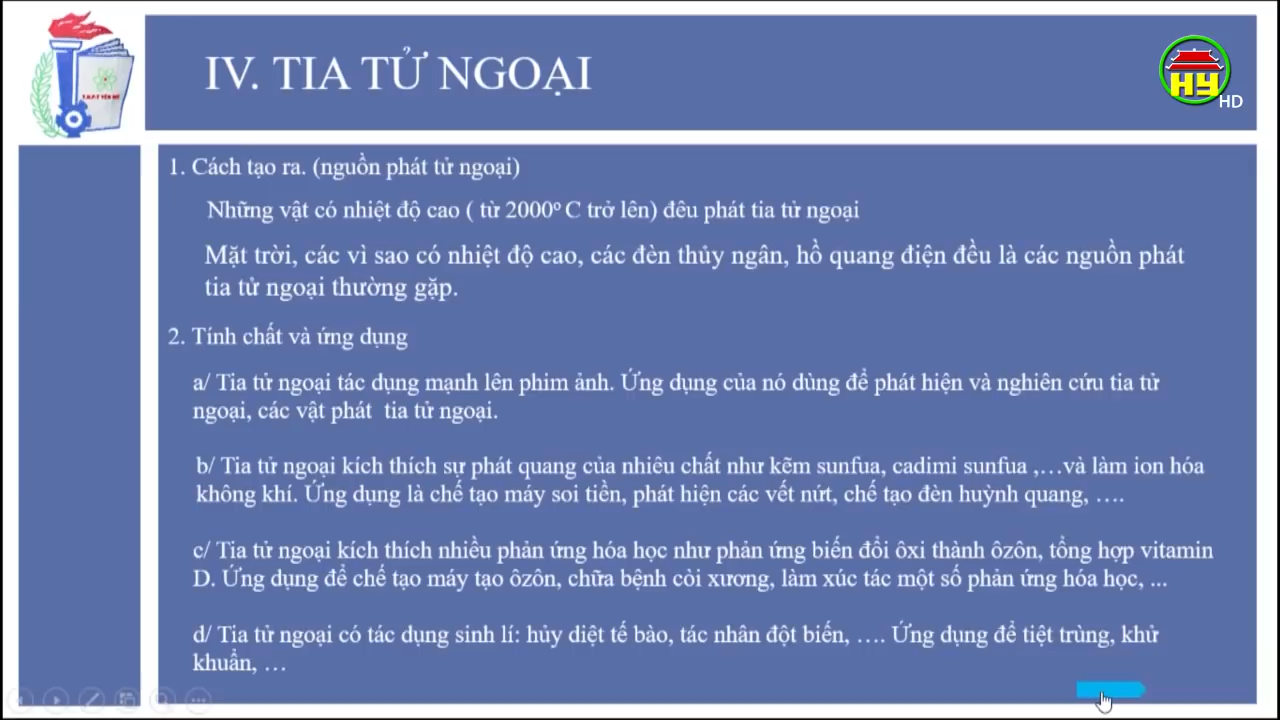 IV. TIA TỬ NGOẠI
HY
HD
1. Cách tạo ra. (nguồn phát tử ngoại)
Những vật có nhiệt độ cao ( từ 2000º C trở lên) đêu phát tia tử ngoại
Mặt trời, các vì sao có nhiệt độ cao, các đèn thủy ngân, hồ quang điện đều là các nguồn phát
tia tử ngoại thường gặp.
2. Tính chất và ứng dụng
a/ Tia tử ngoại tác dụng mạnh lên phim ảnh. Ứng dụng của nó dùng để phát hiện và nghiên cứu tia tử
ngoại, các vật phát tia tử ngoại.
b/ Tia tử ngoại kích thích sự phát quang của nhiêu chất như kẽm sunfua, cadimi sunfua ,…và làm ion hóa
không khí. Ứng dụng là chế tạo máy soi tiền, phát hiện các vết nứt, chế tạo đèn huỳnh quang, ….
c/ Tia tử ngoại kích thích nhiều phản ứng hóa học như phản ứng biến đổi ôxi thành ôzôn, tổng hợp vitamin
D. Ứng dụng để chế tạo máy tạo ôzôn, chữa bệnh còi xương, làm xúc tác một số phản ứng hóa học, ...
d/ Tia tử ngoại có tác dụng sinh lí: hủy diệt tế bào, tác nhân đột biến, …. Ứng dụng để tiệt trùng, khử
khuẩn, …